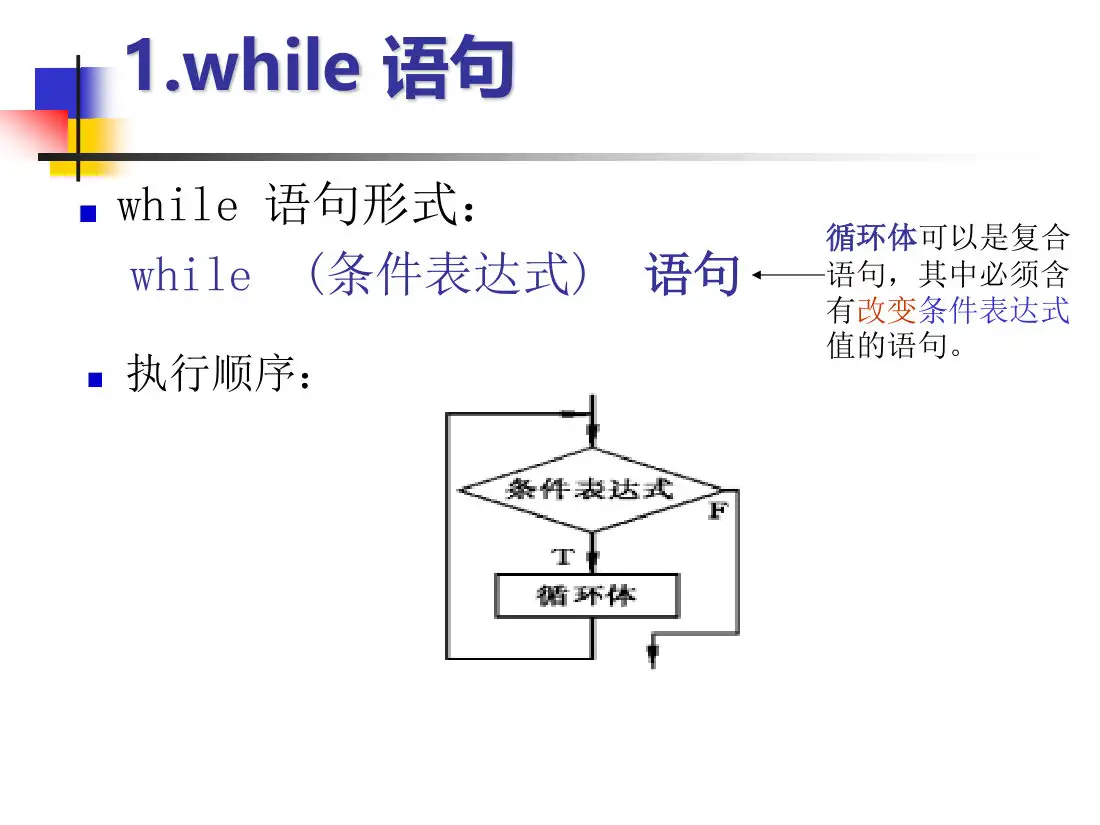 1.while 语句
while 语句形式：
while （条件表达式） 语句
循环体可以是复合
语句，其中必须含
有改变条件表达式
值的语句。
执行顺序：
条件表达式
F
T
循环体